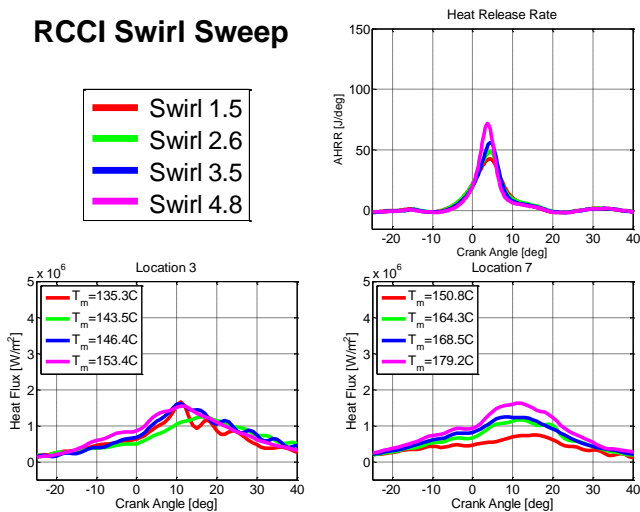 RCCI Swirl Sweep
Swirl 1.5
Swirl 2.6
Swirl 3.5
Swirl 4.8
Heat Release Rate
150
100
50
0
AHRR [J/deg]
-20 -10 0 10 20 30 40
Crank Angle [deg]
Location 3
5 x 10^6
4
3
2
1
0
Heat Flux [W/m²]
T_m=135.3C
T_m=143.5C
T_m=146.4C
T_m=153.4C
-20 -10 0 10 20 30 40
Crank Angle [deg]
Location 7
5 x 10^6
4
3
2
1
0
Heat Flux [W/m²]
T_m=150.8C
T_m=164.3C
T_m=168.5C
T_m=179.2C
-20 -10 0 10 20 30 40
Crank Angle [deg]